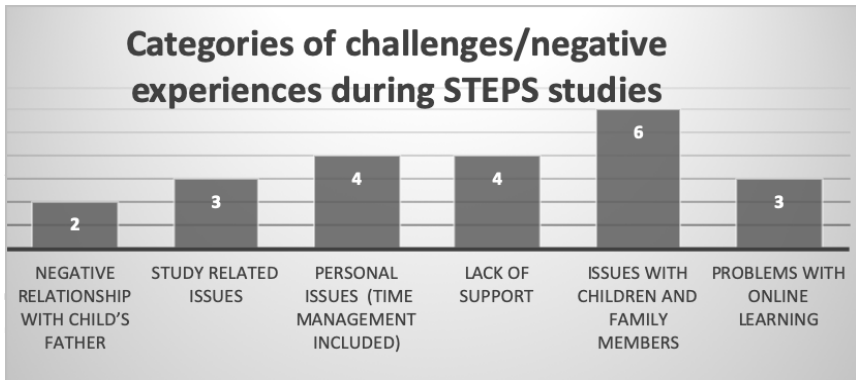 Categories of challenges/negative
experiences during STEPS studies
2
3
4
4
6
3
NEGATIVE
RELATIONSHIP
WITH CHILD'S
FATHER
STUDY RELATED
ISSUES
PERSONAL
ISSUES (TIME
MANAGEMENT
INCLUDED)
LACK OF
SUPPORT
ISSUES WITH
CHILDREN AND
FAMILY
MEMBERS
PROBLEMS WITH
ONLINE
LEARNING